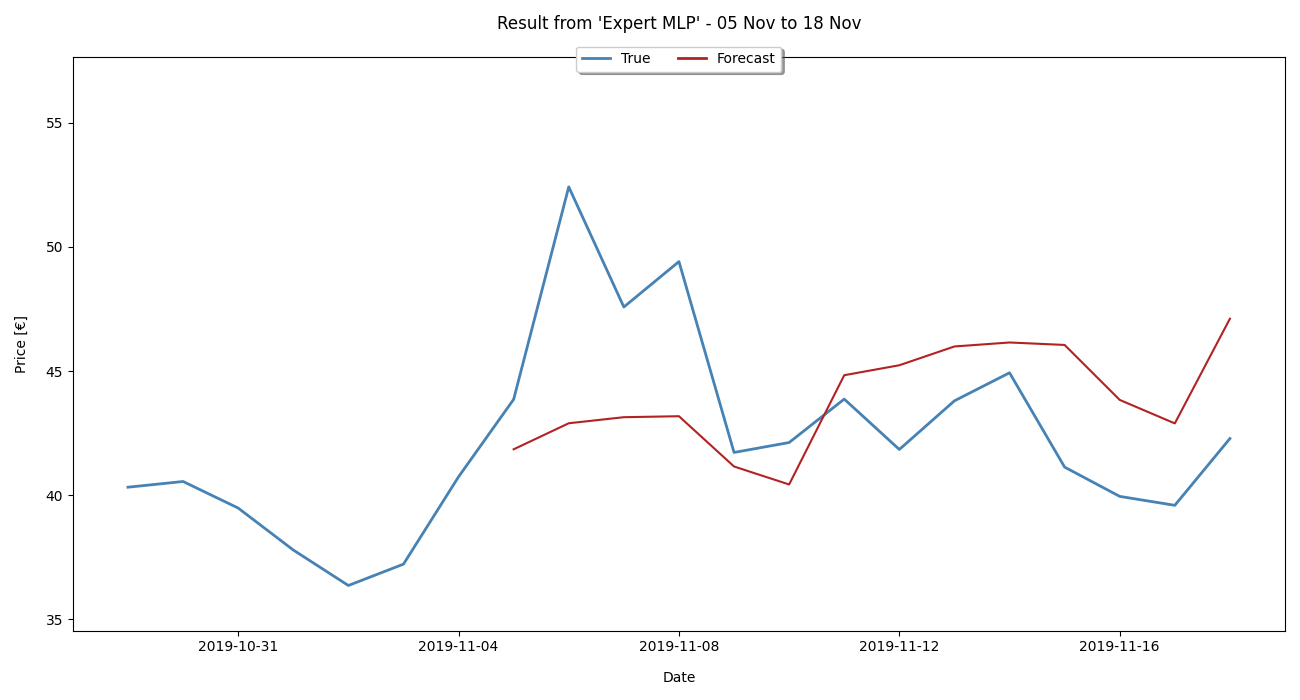 Result from 'Expert MLP' - 05 Nov to 18 Nov
True
Forecast
Price [€]
55
50
45
40
35
2019-10-31
2019-11-04
2019-11-08
2019-11-12
2019-11-16
Date